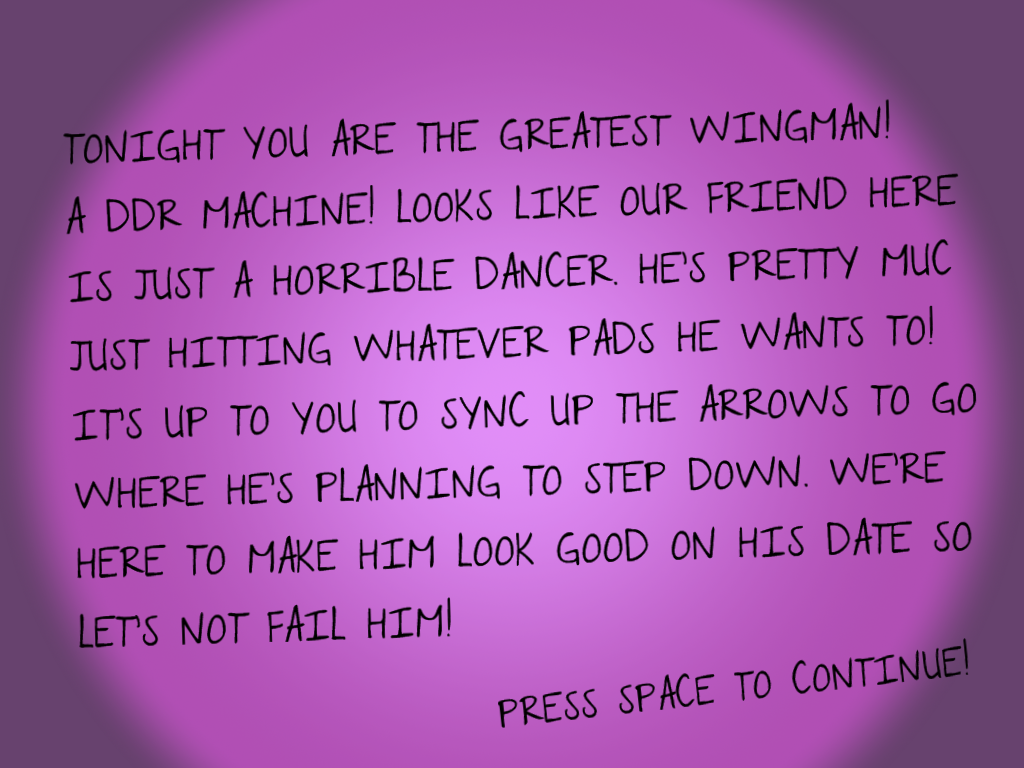 TONIGHT YOU ARE THE GREATEST WINGMAN!
A DDR MACHINE! LOOKS LIKE OUR FRIEND HERE
IS JUST A HORRIBLE DANCER. HE'S PRETTY MUC
JUST HITTING WHATEVER PADS HE WANTS TO!
IT'S UP TO YOU TO SYNC UP THE ARROWS TO GO
WHERE HE'S PLANNING TO STEP DOWN. WE'RE
HERE TO MAKE HIM LOOK GOOD ON HIS DATE SO
LET'S NOT FAIL HIM!
PRESS SPACE TO CONTINUE!